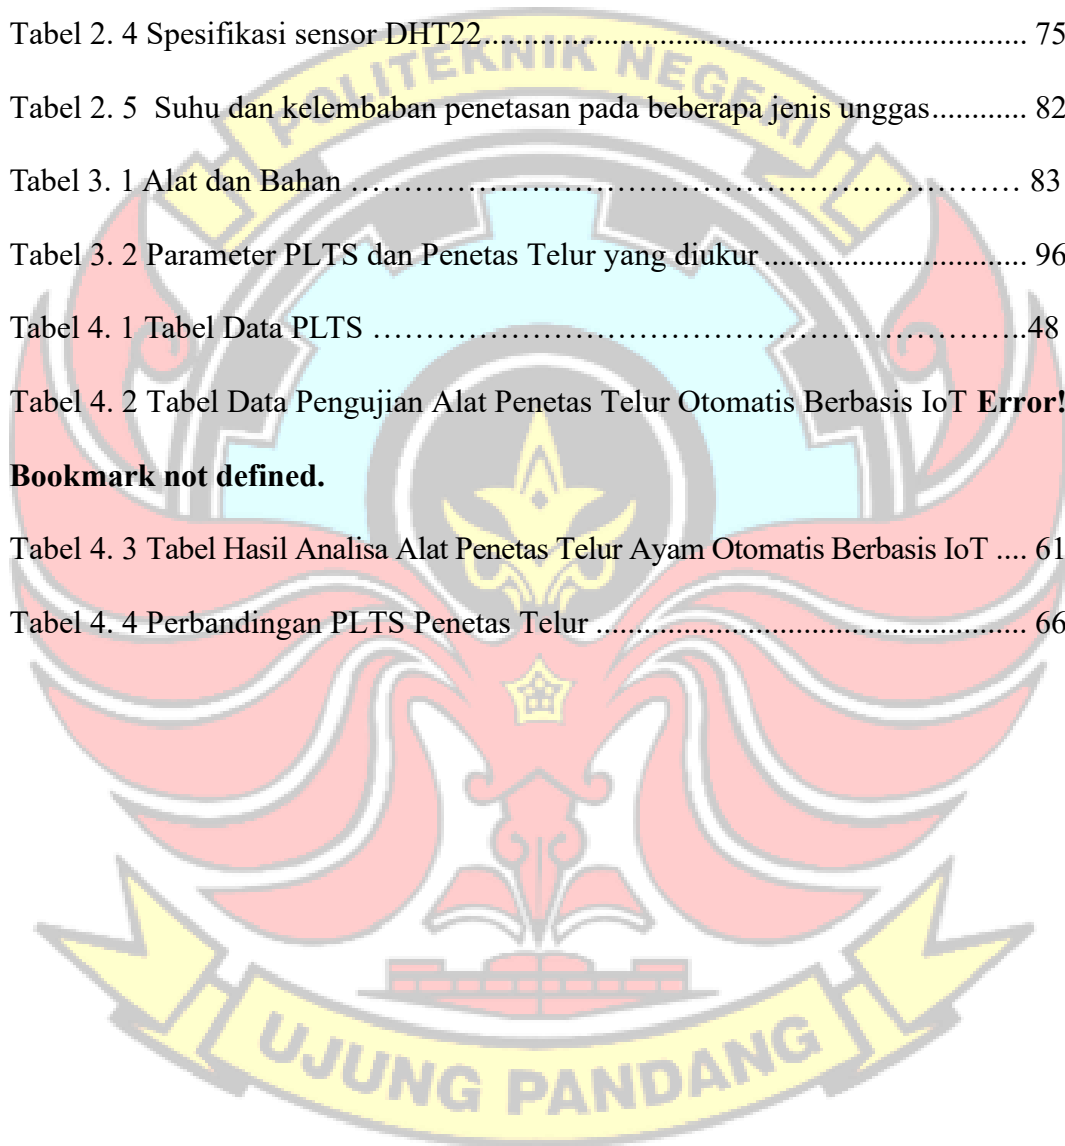 Tabel 2. 4 Spesifikasi sensor DHT22.................................................................. 75
Tabel 2. 5  Suhu dan kelembaban penetasan pada beberapa jenis unggas............ 82
Tabel 3. 1 Alat dan Bahan ………………………………………………………… 83
Tabel 3. 2 Parameter PLTS dan Penetas Telur yang diukur ................................ 96
Tabel 4. 1 Tabel Data PLTS ………………………………………………………..48
Tabel 4. 2 Tabel Data Pengujian Alat Penetas Telur Otomatis Berbasis IoT Error!
Bookmark not defined.
Tabel 4. 3 Tabel Hasil Analisa Alat Penetas Telur Ayam Otomatis Berbasis IoT .... 61
Tabel 4. 4 Perbandingan PLTS Penetas Telur .................................................... 66
POLITEKNIK NEGERI
UJUNG PANDANG